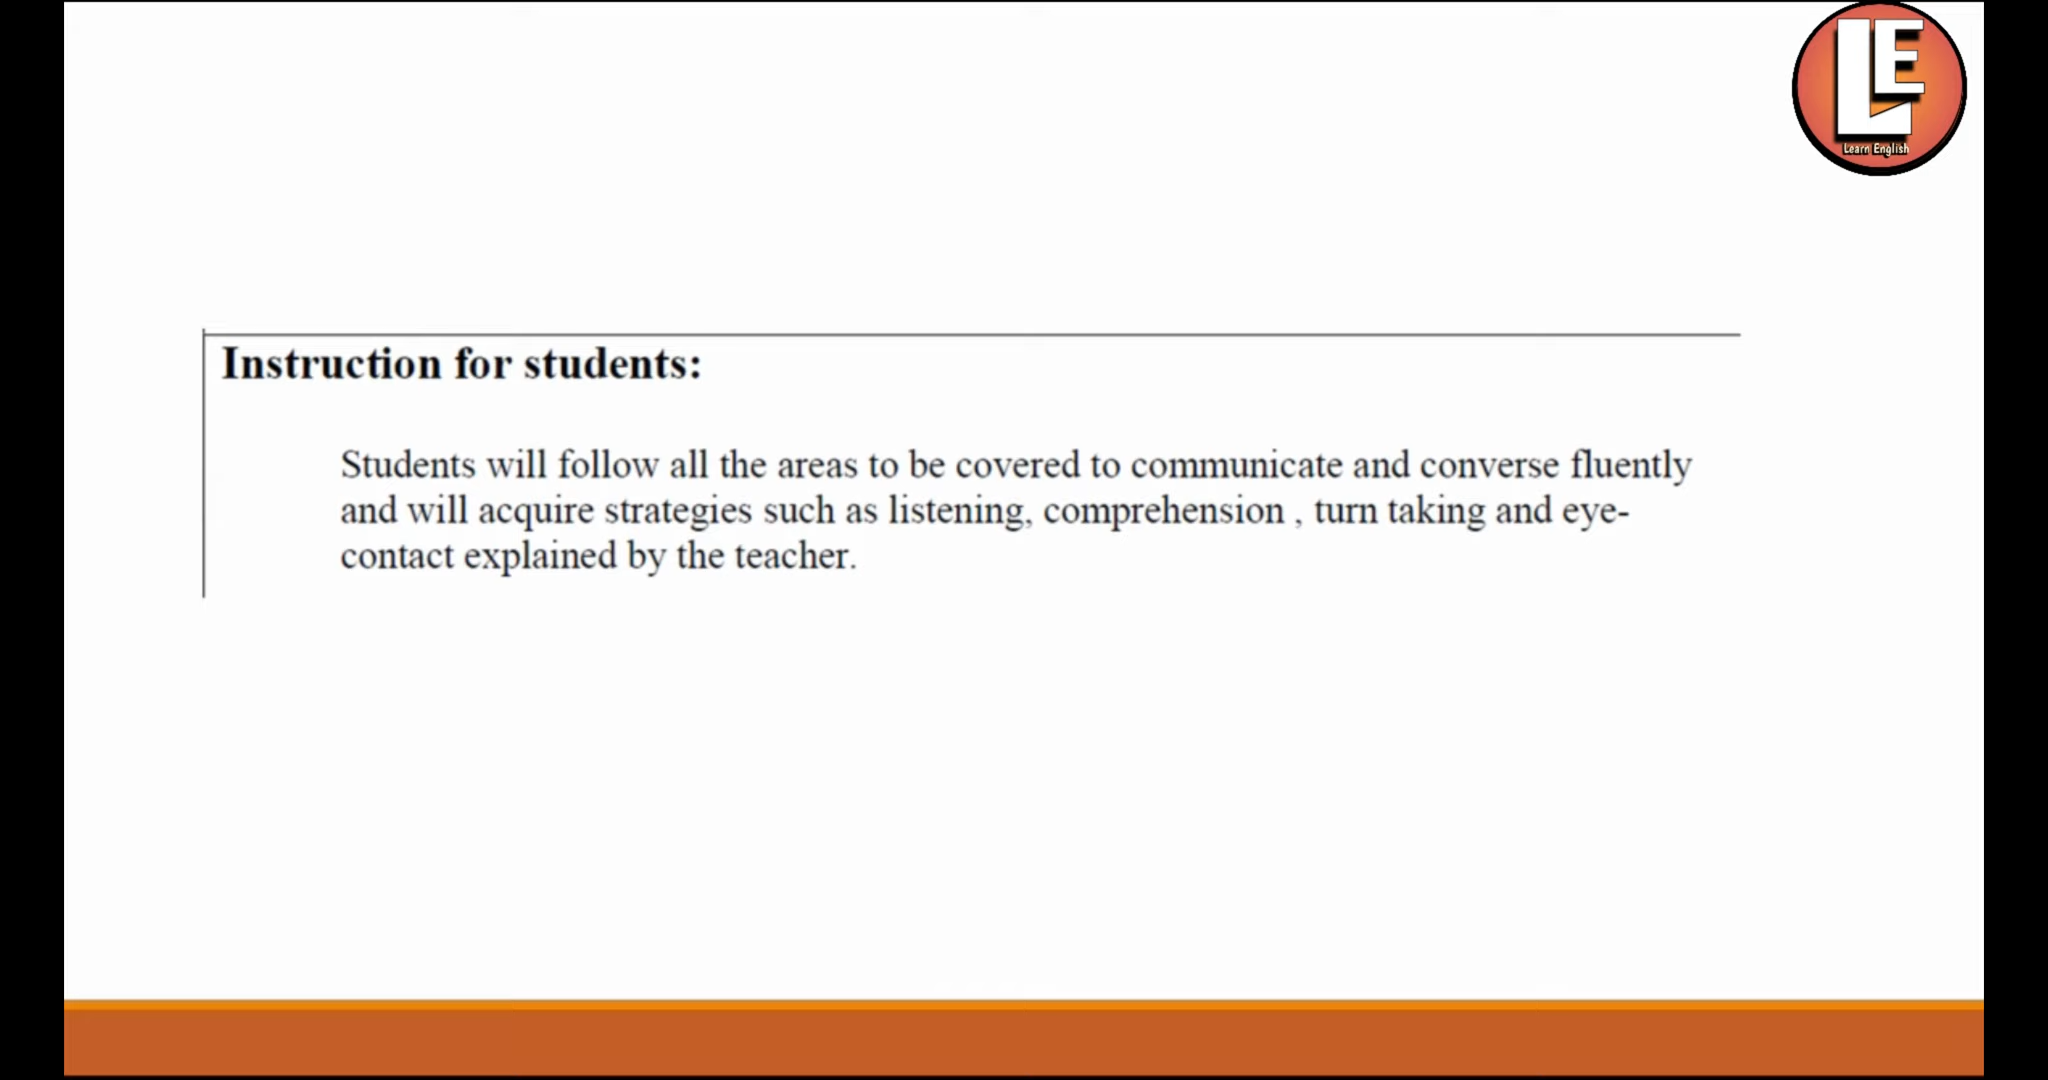 LE
Learn English
Instruction for students:
Students will follow all the areas to be covered to communicate and converse fluently
and will acquire strategies such as listening, comprehension , turn taking and eye-
contact explained by the teacher.